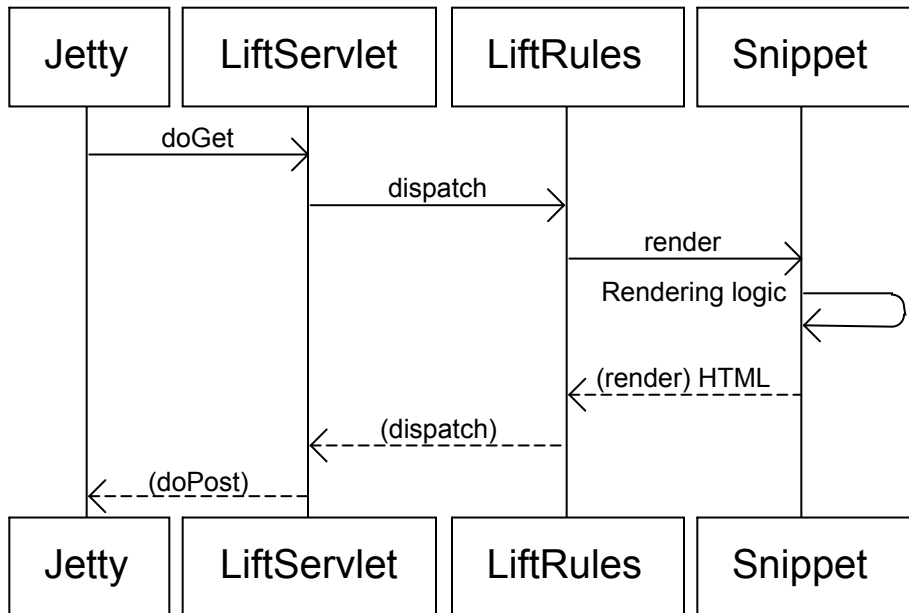 Jetty LiftServlet LiftRules Snippet
doGet
dispatch
render
Rendering logic
(render) HTML
(dispatch)
(doPost)
Jetty LiftServlet LiftRules Snippet